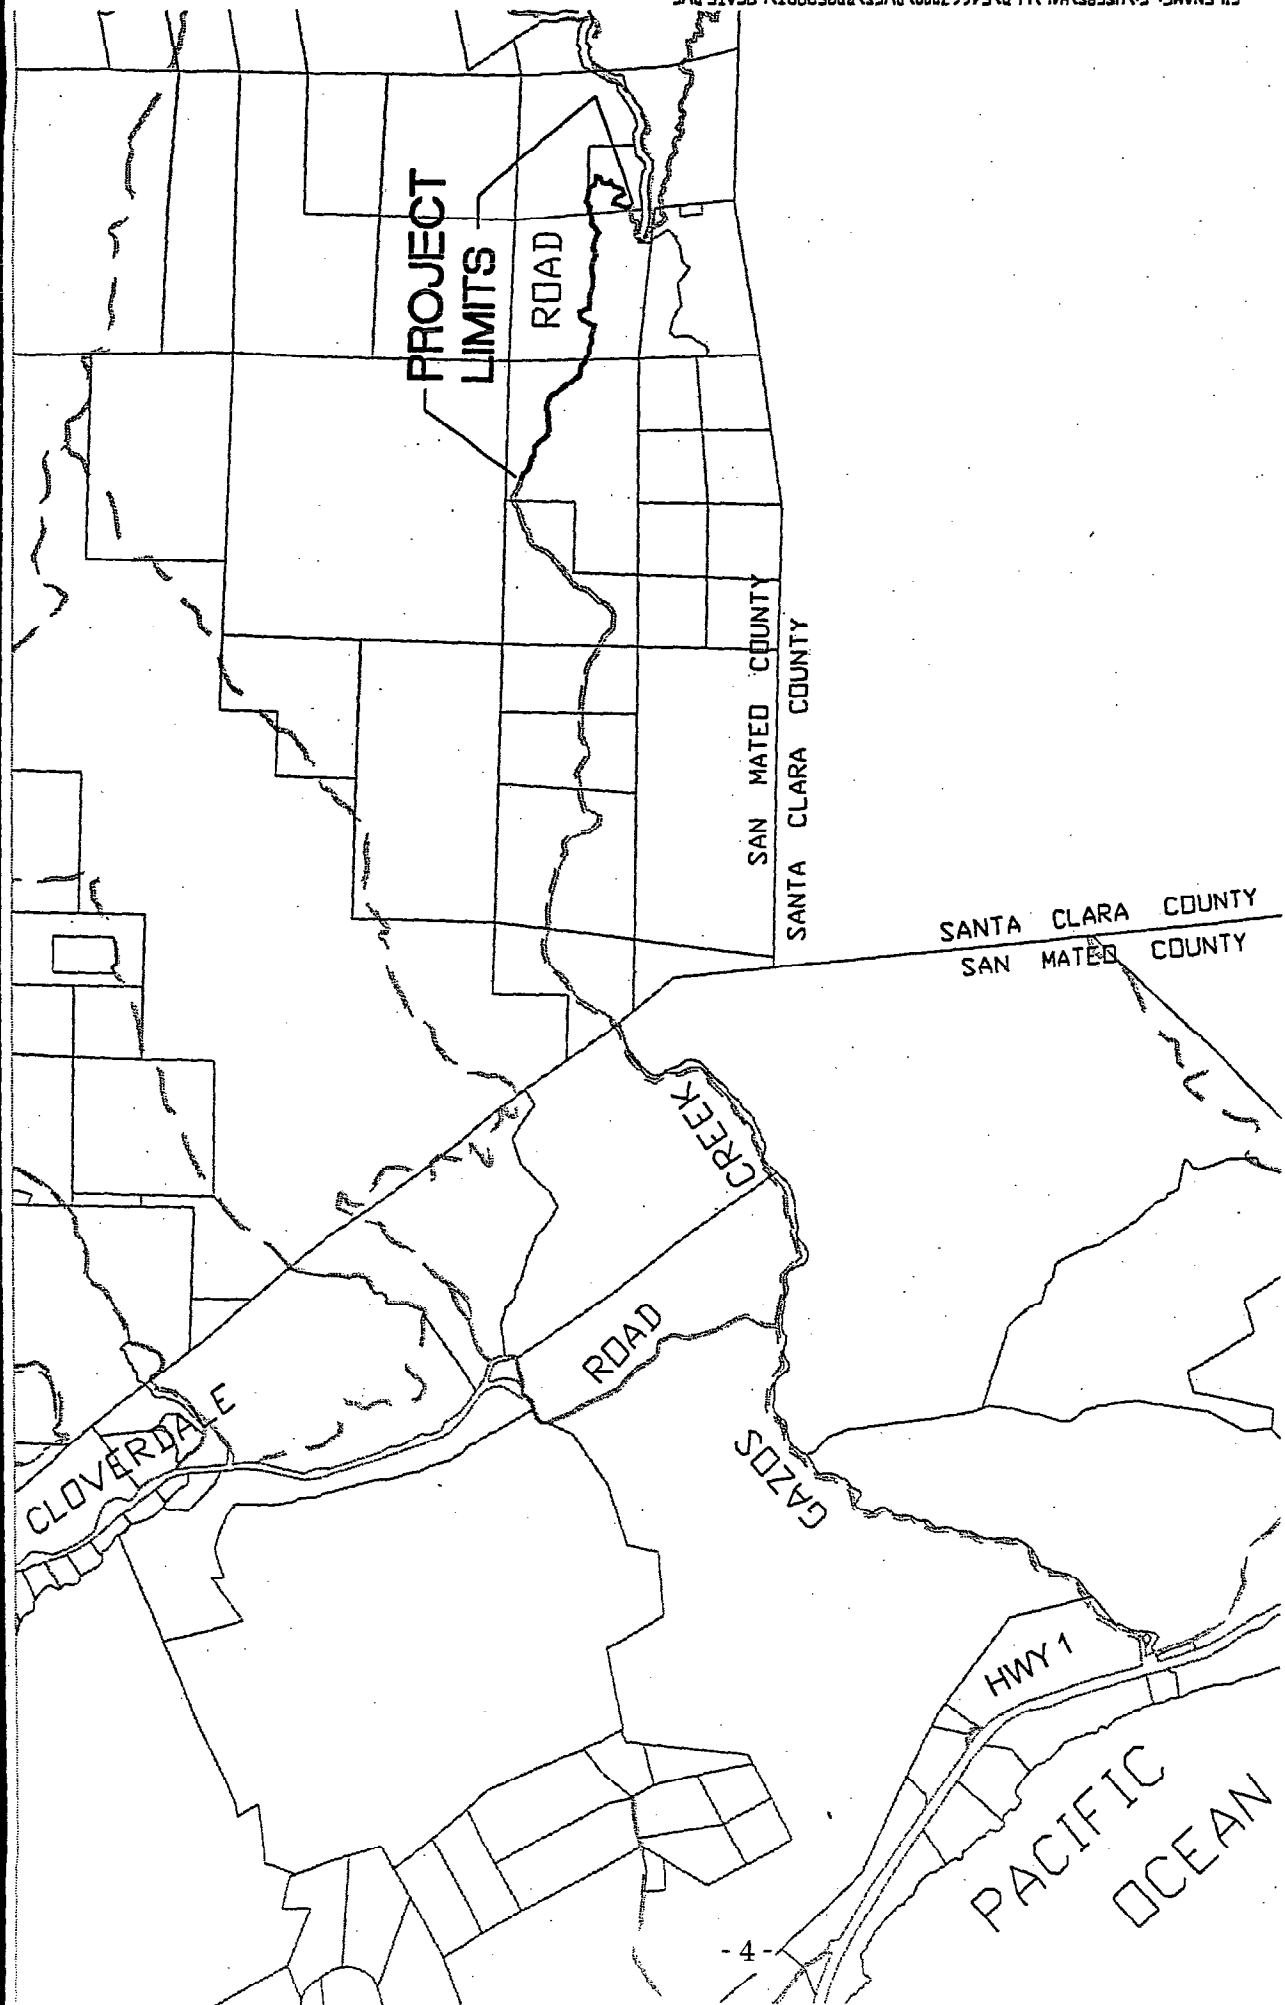 PROJECT
LIMITS
ROAD
SAN MATEO COUNTY
SANTA CLARA COUNTY
SANTA CLARA COUNTY
SAN MATEO COUNTY
CREEK
ROAD
CLOVERDALE
GAZOS
HWY 1
PACIFIC
OCEAN
- 4 -